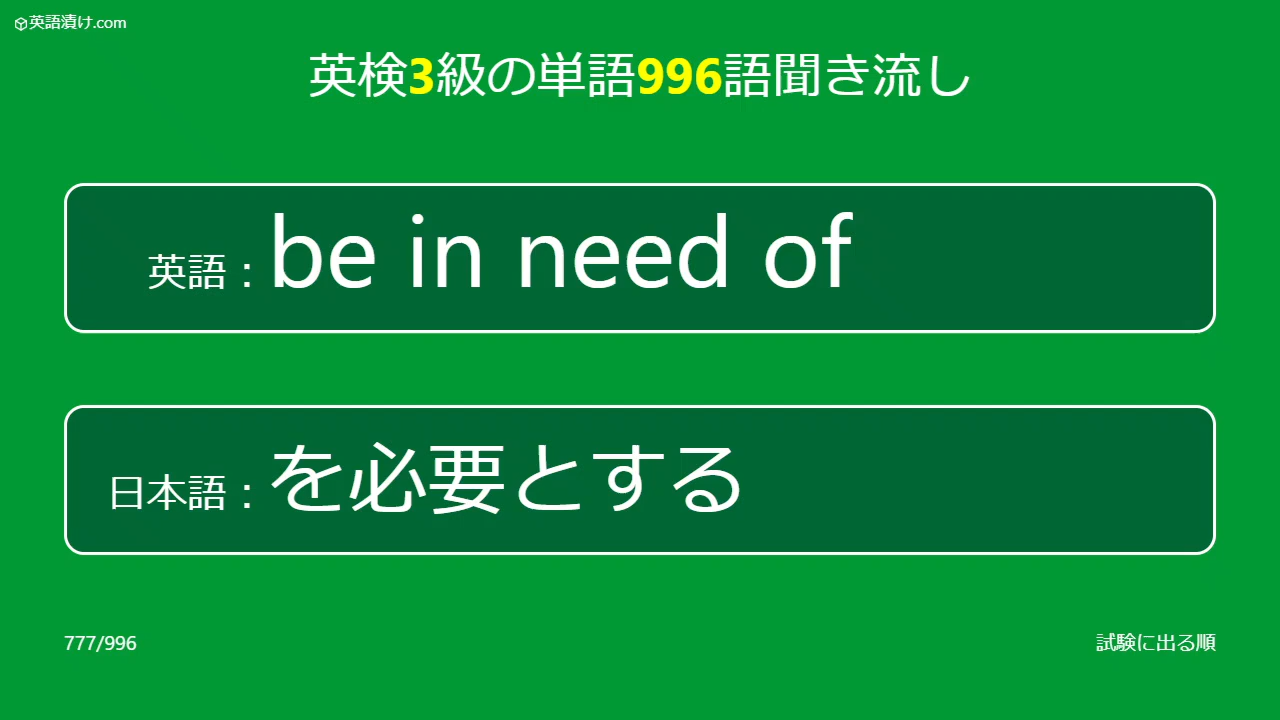 英語漬け.com
英検3級の単語996語聞き流し
英語：be in need of
日本語：を必要とする
777/996
試験に出る順